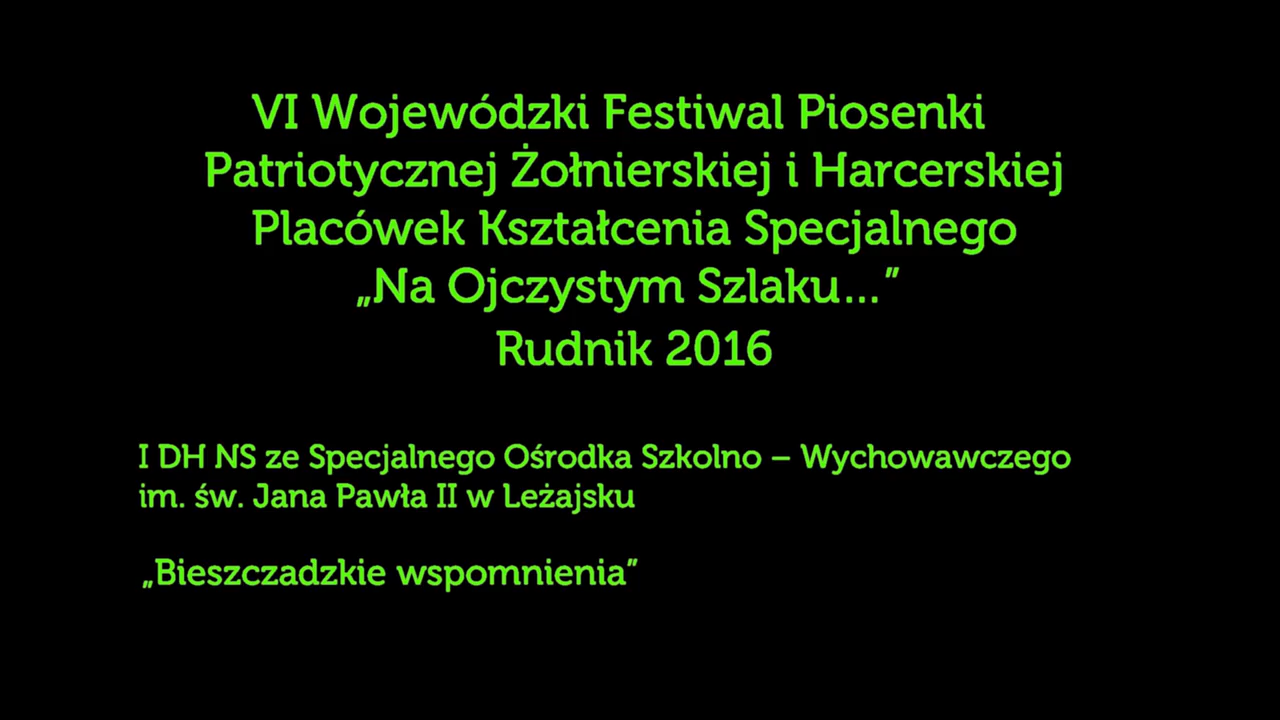 VI Wojewódzki Festiwal Piosenki
Patriotycznej Żołnierskiej i Harcerskiej
Placówek Kształcenia Specjalnego
„Na Ojczystym Szlaku...”
Rudnik 2016
I DH NS ze Specjalnego Ośrodka Szkolno – Wychowawczego
im. św. Jana Pawła II w Leżajsku
„Bieszczadzkie wspomnienia”